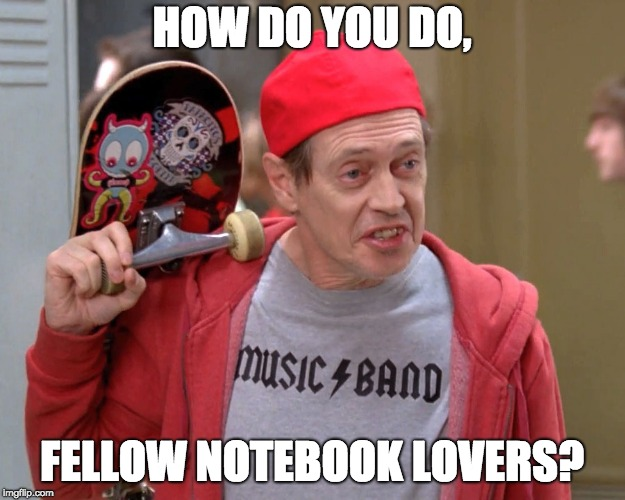 HOW DO YOU DO,
MUSIC⚡BAND
FELLOW NOTEBOOK LOVERS?
imgflip.com